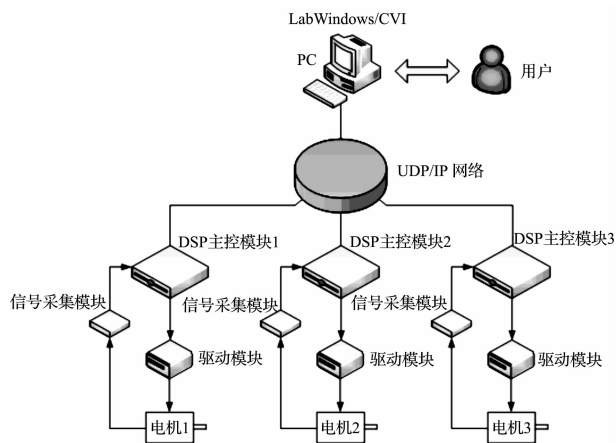 LabWindows/CVI
PC
用户
UDP/IP 网络
DSP主控模块1
DSP主控模块2
DSP主控模块3
信号采集模块
信号采集模块
信号采集模块
驱动模块
驱动模块
驱动模块
电机1
电机2
电机3